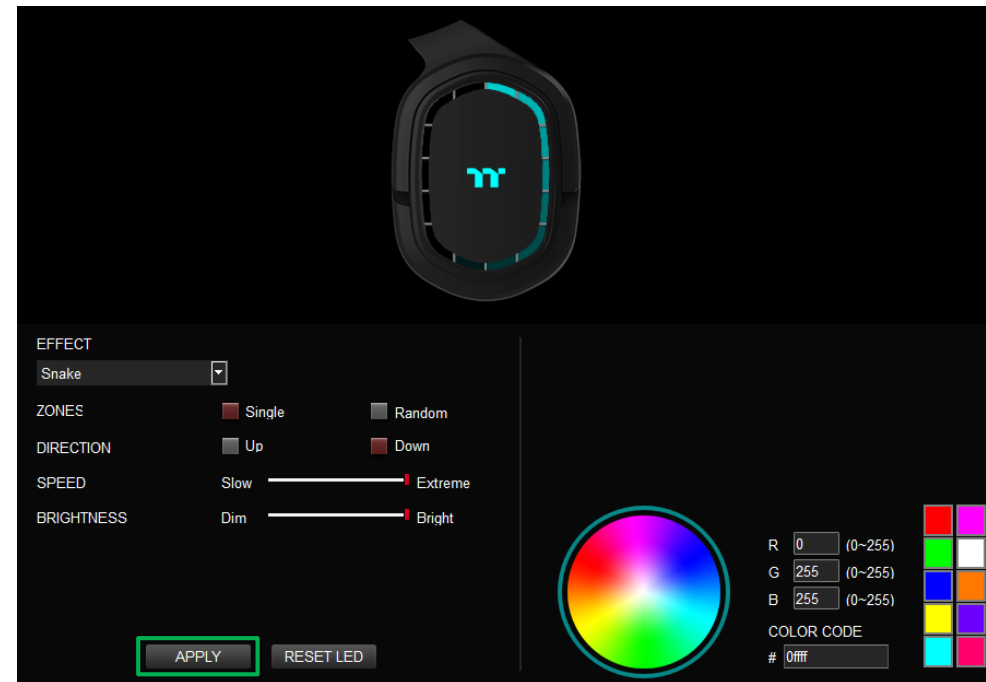 EFFECT
Snake
ZONES Single Random
DIRECTION Up Down
SPEED Slow Extreme
BRIGHTNESS Dim Bright
R 0 (0~255)
G 255 (0~255)
B 255 (0~255)
COLOR CODE
# 0ffff
APPLY RESET LED